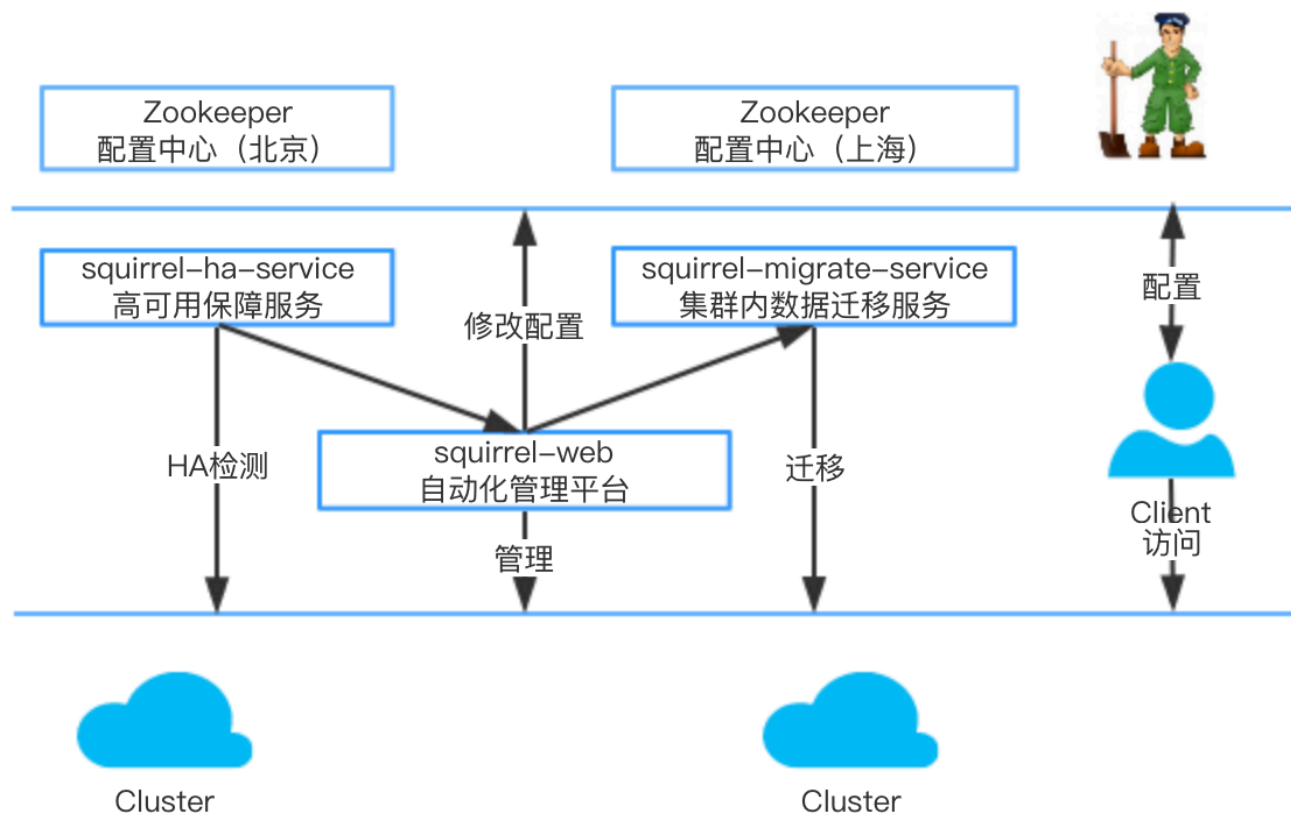 Zookeeper
配置中心（北京）
Zookeeper
配置中心（上海）
squirrel-ha-service
高可用保障服务
squirrel-migrate-service
集群内数据迁移服务
修改配置
配置
squirrel-web
自动化管理平台
HA检测
迁移
管理
Client
访问
Cluster
Cluster